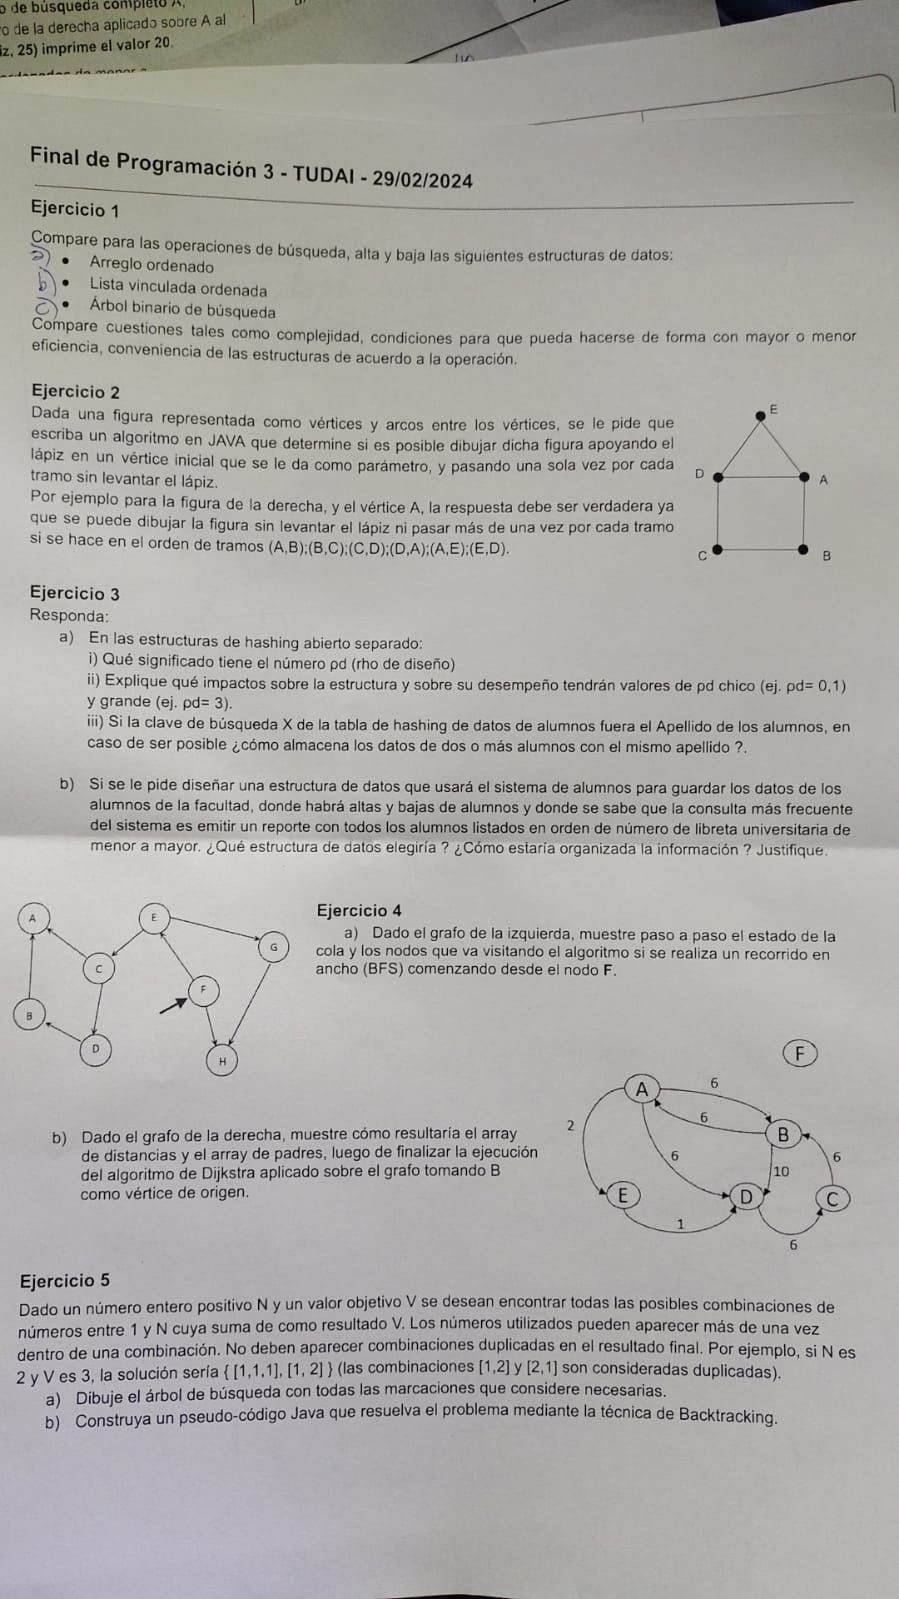 de búsqueda completo A,
o de la derecha aplicado sobre A al
iz, 25) imprime el valor 20.
Final de Programación 3 - TUDAI - 29/02/2024
Ejercicio 1
Compare para las operaciones de búsqueda, alta y baja las siguientes estructuras de datos:
a) • Arreglo ordenado
b) • Lista vinculada ordenada
c) • Árbol binario de búsqueda
Compare cuestiones tales como complejidad, condiciones para que pueda hacerse de forma con mayor o menor
eficiencia, conveniencia de las estructuras de acuerdo a la operación.
Ejercicio 2
Dada una figura representada como vértices y arcos entre los vértices, se le pide que
escriba un algoritmo en JAVA que determine si es posible dibujar dicha figura apoyando el
lápiz en un vértice inicial que se le da como parámetro, y pasando una sola vez por cada
tramo sin levantar el lápiz.
Por ejemplo para la figura de la derecha, y el vértice A, la respuesta debe ser verdadera ya
que se puede dibujar la figura sin levantar el lápiz ni pasar más de una vez por cada tramo
si se hace en el orden de tramos (A,B);(B,C);(C,D);(D,A);(A,E);(E,D).
E
D
A
C
B
Ejercicio 3
Responda:
a) En las estructuras de hashing abierto separado:
i) Qué significado tiene el número ρd (rho de diseño)
ii) Explique qué impactos sobre la estructura y sobre su desempeño tendrán valores de ρd chico (ej. ρd= 0,1)
y grande (ej. ρd= 3).
iii) Si la clave de búsqueda X de la tabla de hashing de datos de alumnos fuera el Apellido de los alumnos, en
caso de ser posible ¿cómo almacena los datos de dos o más alumnos con el mismo apellido ?.
b) Si se le pide diseñar una estructura de datos que usará el sistema de alumnos para guardar los datos de los
alumnos de la facultad, donde habrá altas y bajas de alumnos y donde se sabe que la consulta más frecuente
del sistema es emitir un reporte con todos los alumnos listados en orden de número de libreta universitaria de
menor a mayor. ¿Qué estructura de datos elegiría ? ¿Cómo estaría organizada la información ? Justifique.
A
E
G
C
F
B
D
H
Ejercicio 4
a) Dado el grafo de la izquierda, muestre paso a paso el estado de la
cola y los nodos que va visitando el algoritmo si se realiza un recorrido en
ancho (BFS) comenzando desde el nodo F.
b) Dado el grafo de la derecha, muestre cómo resultaría el array
de distancias y el array de padres, luego de finalizar la ejecución
del algoritmo de Dijkstra aplicado sobre el grafo tomando B
como vértice de origen.
F
A
6
6
2
B
6
6
10
E
D
C
1
6
Ejercicio 5
Dado un número entero positivo N y un valor objetivo V se desean encontrar todas las posibles combinaciones de
números entre 1 y N cuya suma de como resultado V. Los números utilizados pueden aparecer más de una vez
dentro de una combinación. No deben aparecer combinaciones duplicadas en el resultado final. Por ejemplo, si N es
2 y V es 3, la solución sería { [1,1,1], [1, 2] } (las combinaciones [1,2] y [2,1] son consideradas duplicadas).
a) Dibuje el árbol de búsqueda con todas las marcaciones que considere necesarias.
b) Construya un pseudo-código Java que resuelva el problema mediante la técnica de Backtracking.